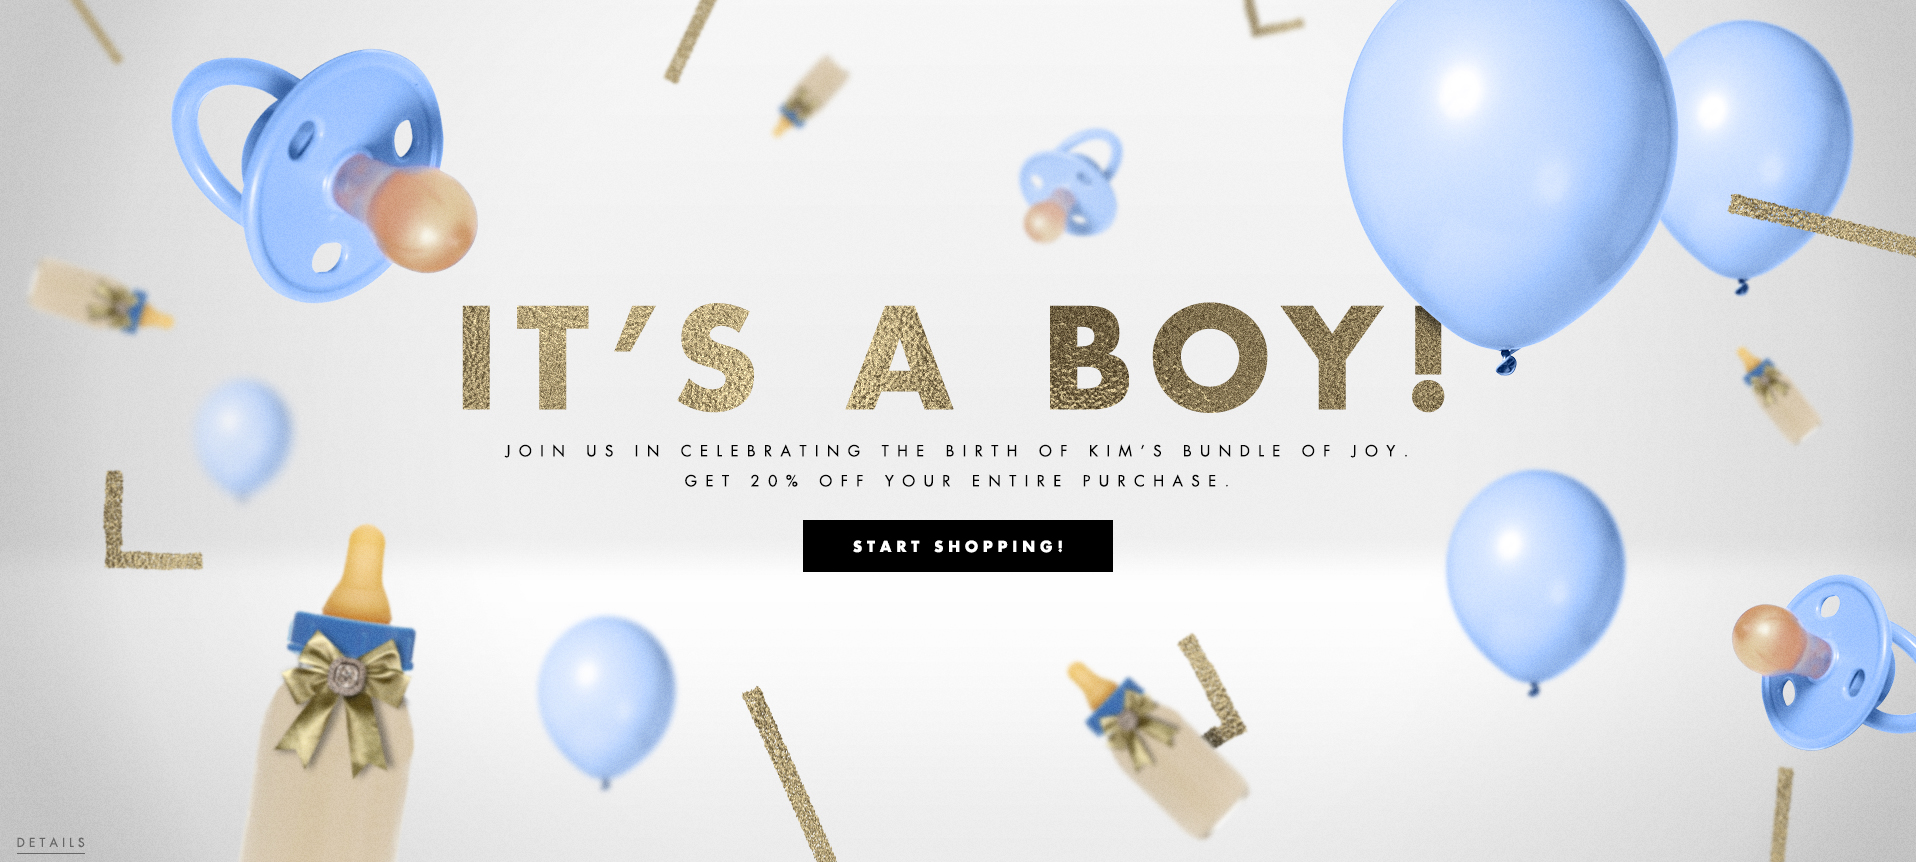 IT'S A BOY!
JOIN US IN CELEBRATING THE BIRTH OF KIM'S BUNDLE OF JOY.
GET 20% OFF YOUR ENTIRE PURCHASE.
START SHOPPING!
DETAILS